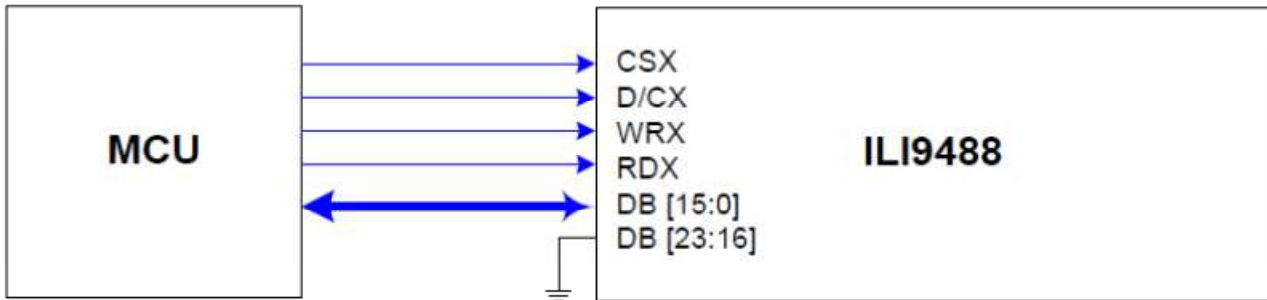 MCU
CSX
D/CX
WRX
RDX
DB [15:0]
DB [23:16]
ILI9488